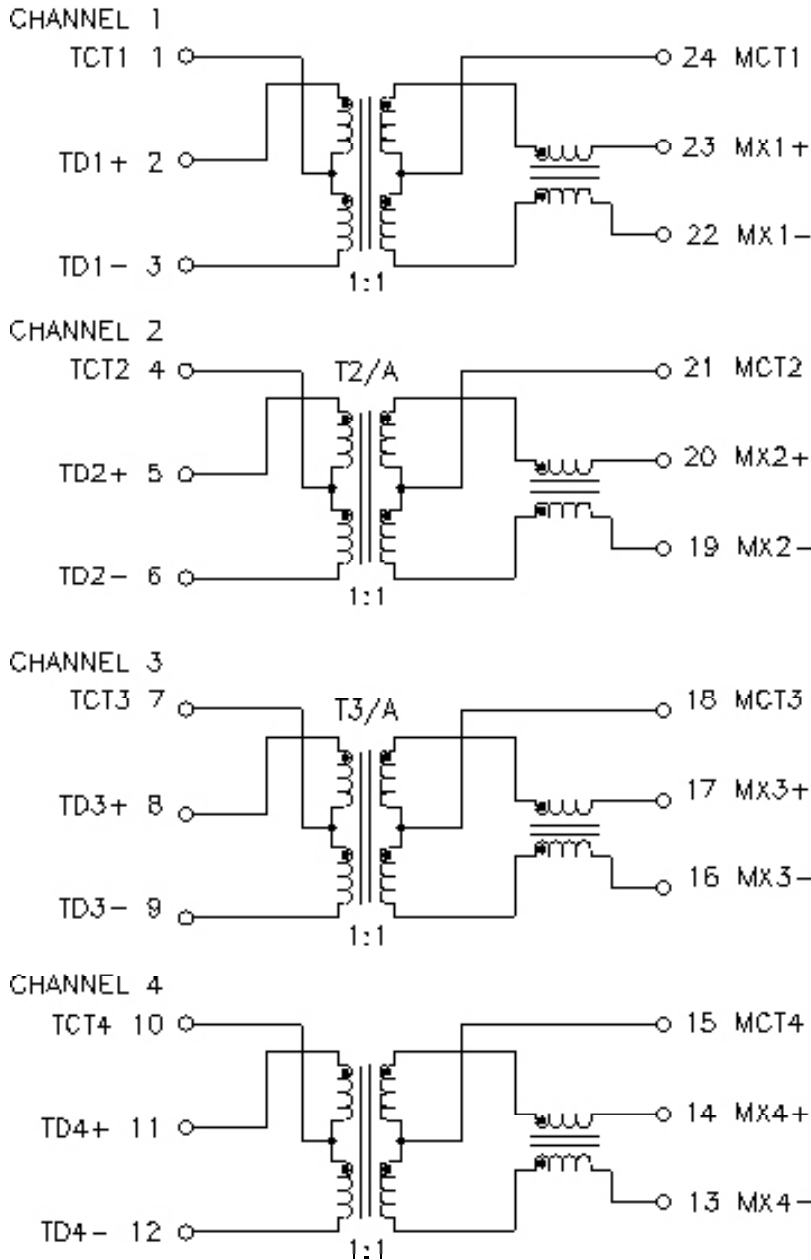 CHANNEL 1
TCT1 1
24 MCT1
TD1+ 2
23 MX1+
22 MX1-
TD1- 3
1:1
CHANNEL 2
TCT2 4
T2/A
21 MCT2
TD2+ 5
20 MX2+
19 MX2-
TD2- 6
1:1
CHANNEL 3
TCT3 7
T3/A
18 MCT3
TD3+ 8
17 MX3+
16 MX3-
TD3- 9
1:1
CHANNEL 4
TCT4 10
15 MCT4
TD4+ 11
14 MX4+
13 MX4-
TD4- 12
1:1